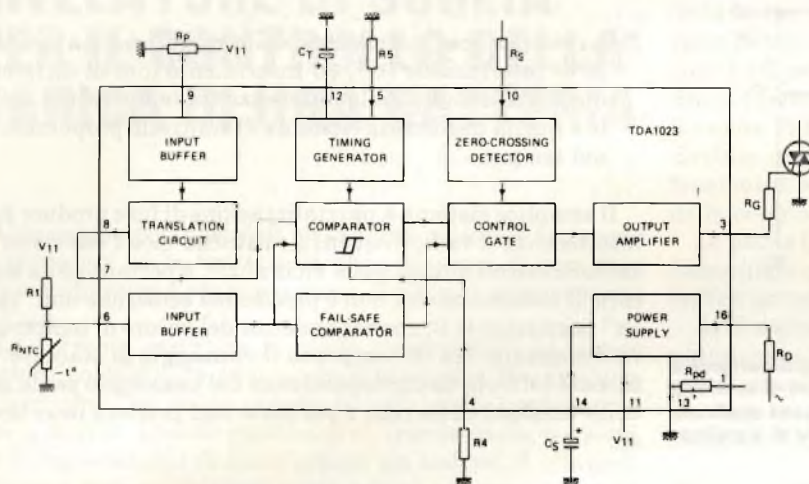 Rp
V11
CT
+
R5
RS
9
12
5
10
TDA1023
INPUT
BUFFER
TIMING
GENERATOR
ZERO-CROSSING
DETECTOR
8
TRANSLATION
CIRCUIT
COMPARATOR
CONTROL
GATE
OUTPUT
AMPLIFIER
3
RG
V11
7
R1
6
INPUT
BUFFER
FAIL-SAFE
COMPARATOR
POWER
SUPPLY
16
RNTC
−t°
Rpd
1
RD
~
4
14
11
13
R4
CS
+
V11